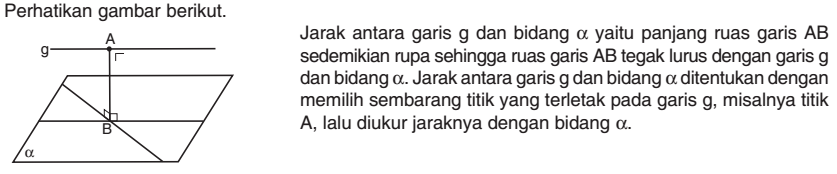 Perhatikan gambar berikut.
g
A
B
α
Jarak antara garis g dan bidang α yaitu panjang ruas garis AB
sedemikian rupa sehingga ruas garis AB tegak lurus dengan garis g
dan bidang α. Jarak antara garis g dan bidang α ditentukan dengan
memilih sembarang titik yang terletak pada garis g, misalnya titik
A, lalu diukur jaraknya dengan bidang α.